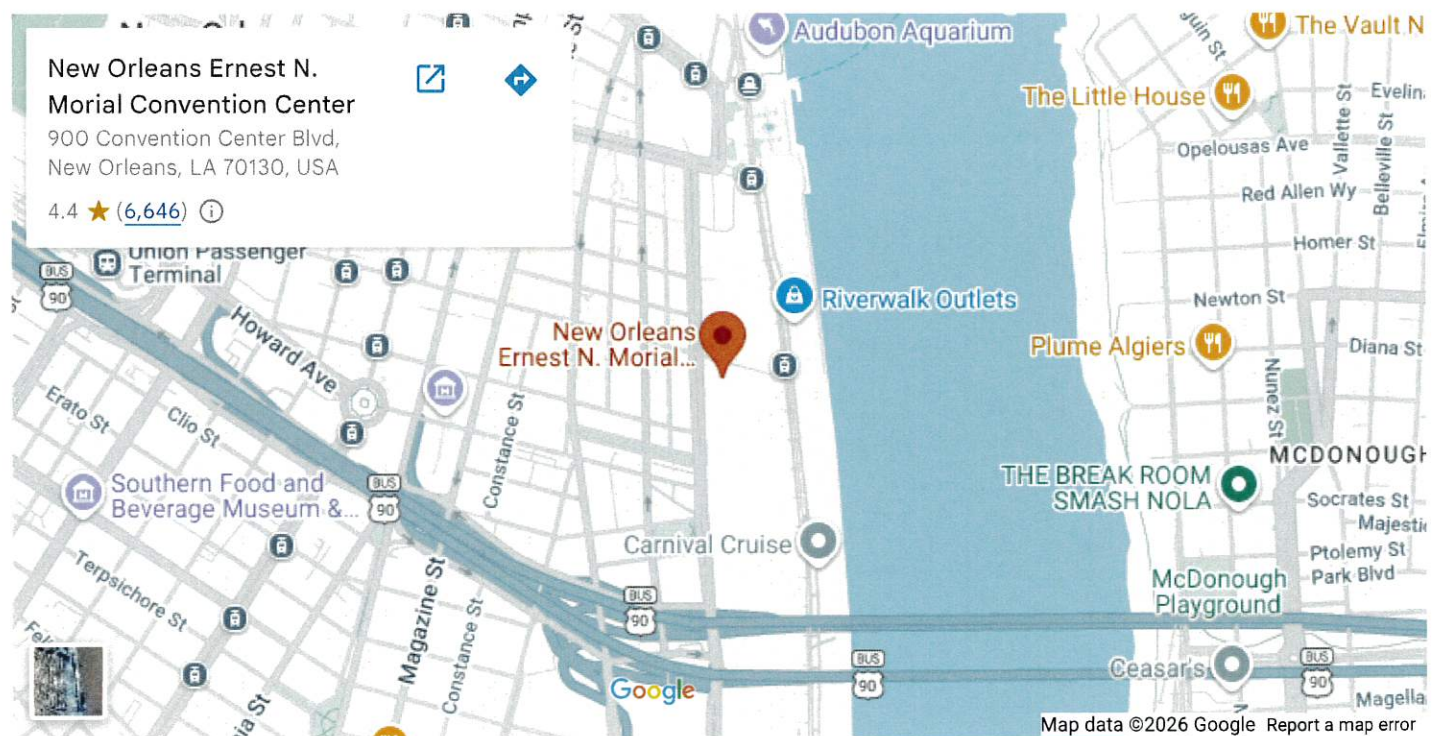 Audubon Aquarium
The Vault N
New Orleans Ernest N.
Morial Convention Center
900 Convention Center Blvd,
New Orleans, LA 70130, USA
4.4 ★ (6,646)
The Little House
Opelousas Ave
Vallette St
Evelin
Belleville St
Red Allen Wy
Homer St
Union Passenger
Terminal
BUS
90
Howard Ave
Riverwalk Outlets
Newton St
New Orleans
Ernest N. Morial...
Plume Algiers
Diana St
Nunez St
Erato St
Clio St
Constance St
MCDONOUGH
Southern Food and
Beverage Museum &...
BUS
90
THE BREAK ROOM
SMASH NOLA
Socrates St
Majestic
Carnival Cruise
Ptolemy St
Park Blvd
Terpsichore St
Magazine St
Constance St
BUS
90
McDonough
Playground
BUS
90
Ceasar's
BUS
90
Magella
Google
Map data ©2026 Google Report a map error